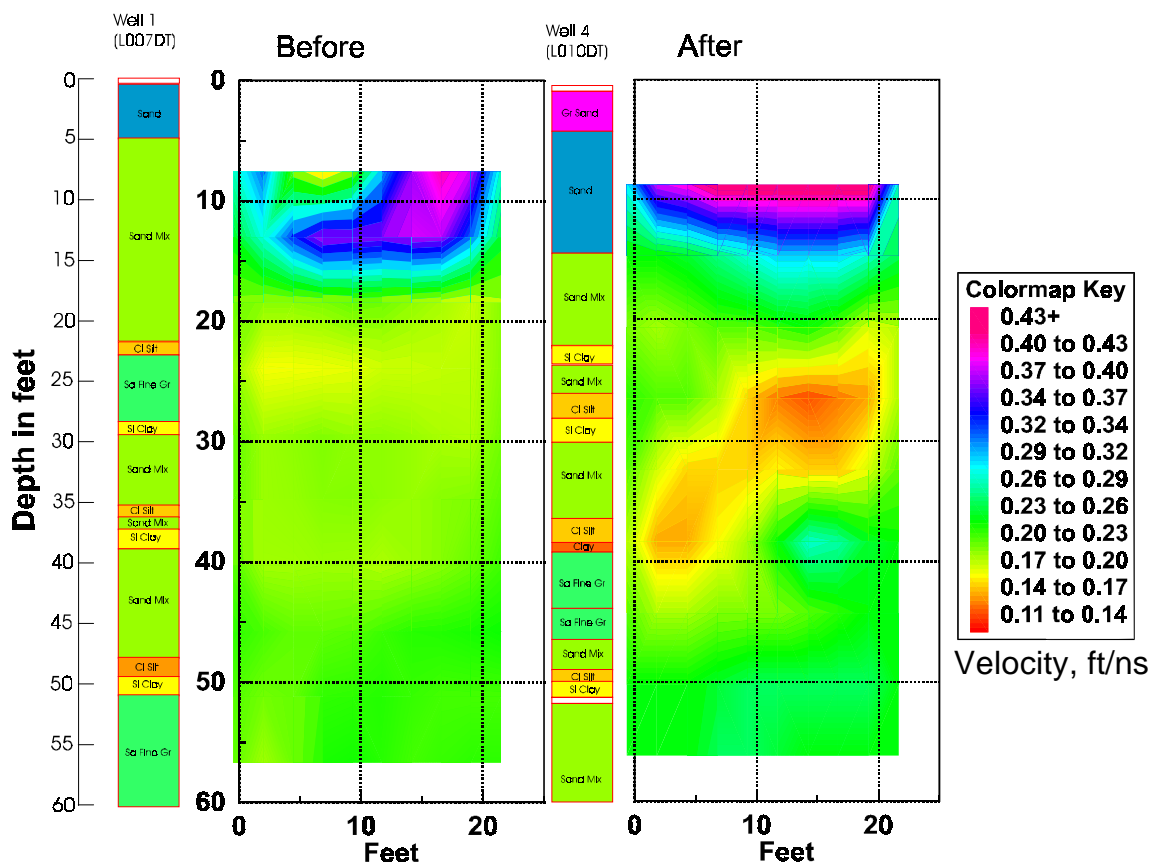 Well 1
(L007DT)
Before
Well 4
(L010DT)
After
0
5
10
15
20
25
30
35
40
45
50
55
60
Depth in feet
Sand
Sand Mix
Cl Silt
Sa Fine Gr
Sl Clay
Sand Mix
Cl Silt
Sand Mix
Sl Clay
Sand Mix
Cl Silt
Sl Clay
Sa Fine Gr
0
10
20
30
40
50
60
0
10
20
Feet
Gr Sand
Sand
Sand Mix
Sl Clay
Sand Mix
Cl Silt
Sl Clay
Sand Mix
Cl Silt
Clay
Sa Fine Gr
Sa Fine Gr
Sand Mix
Cl Silt
Sl Clay
Sand Mix
0
10
20
Feet
Colormap Key
0.43+
0.40 to 0.43
0.37 to 0.40
0.34 to 0.37
0.32 to 0.34
0.29 to 0.32
0.26 to 0.29
0.23 to 0.26
0.20 to 0.23
0.17 to 0.20
0.14 to 0.17
0.11 to 0.14
Velocity, ft/ns